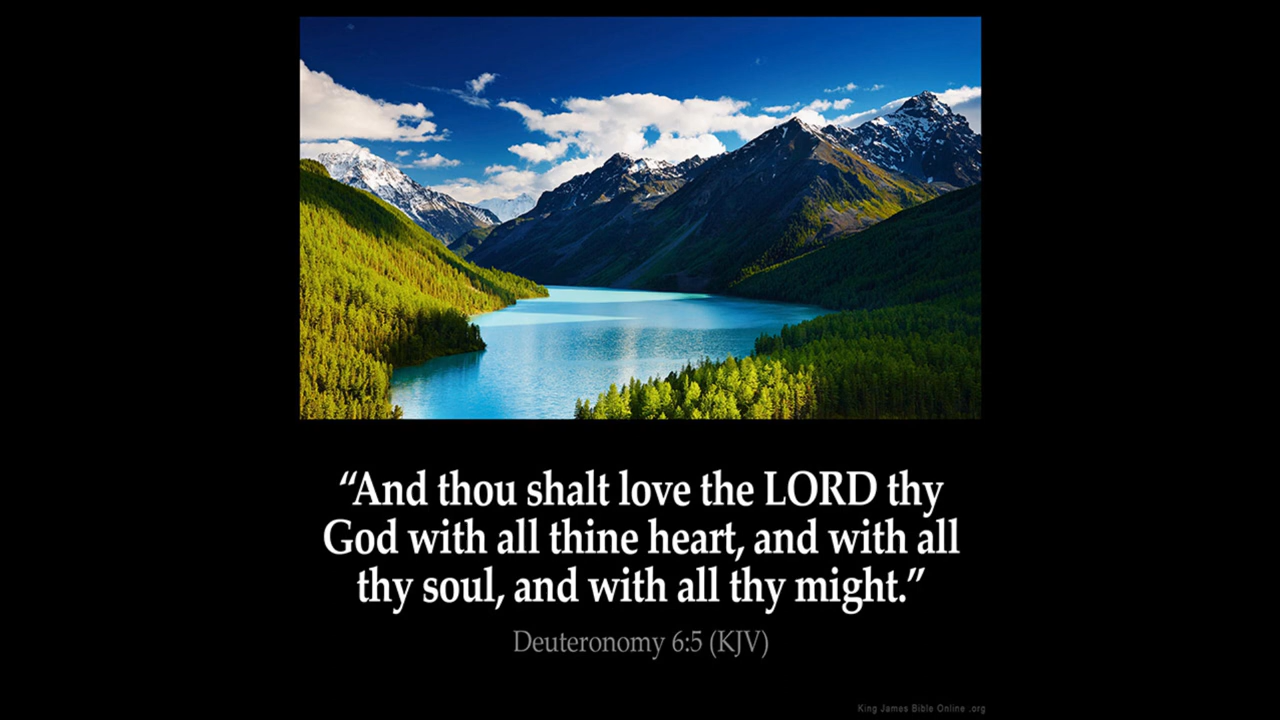 “And thou shalt love the LORD thy
God with all thine heart, and with all
thy soul, and with all thy might.”
Deuteronomy 6:5 (KJV)
King James Bible Online .org